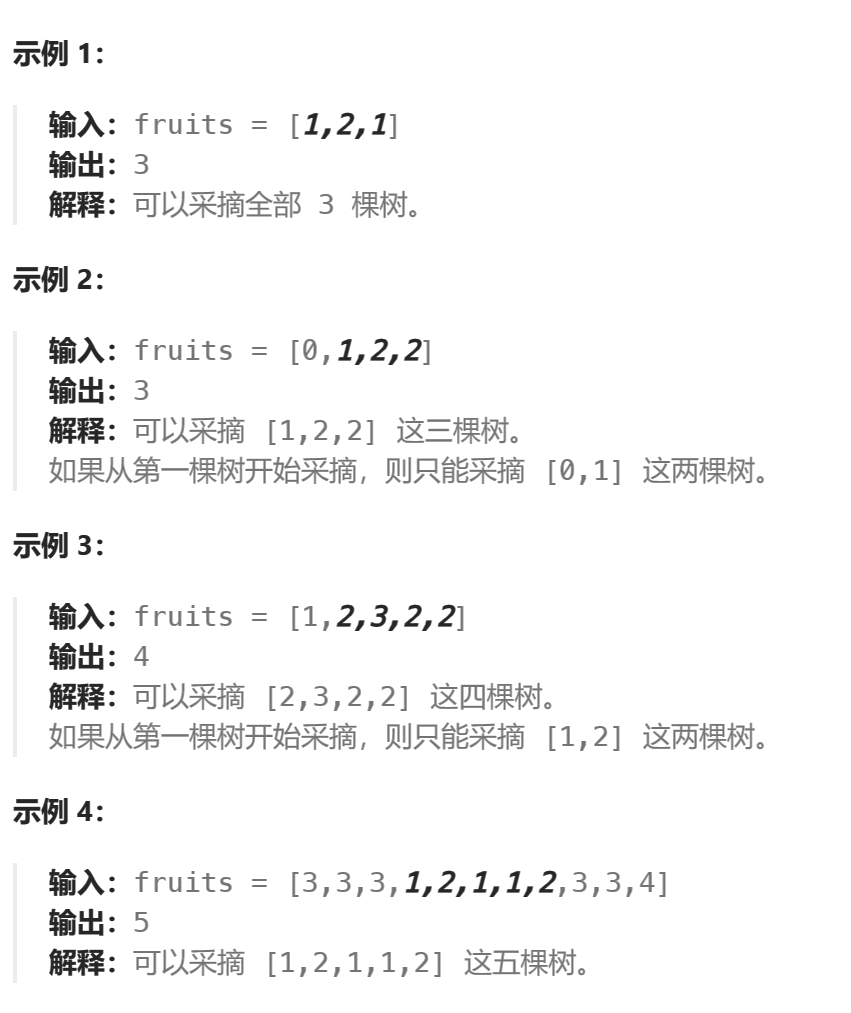 示例 1：
输入：fruits = [1,2,1]
输出：3
解释：可以采摘全部 3 棵树。
示例 2：
输入：fruits = [0,1,2,2]
输出：3
解释：可以采摘 [1,2,2] 这三棵树。
如果从第一棵树开始采摘，则只能采摘 [0,1] 这两棵树。
示例 3：
输入：fruits = [1,2,3,2,2]
输出：4
解释：可以采摘 [2,3,2,2] 这四棵树。
如果从第一棵树开始采摘，则只能采摘 [1,2] 这两棵树。
示例 4：
输入：fruits = [3,3,3,1,2,1,1,2,3,3,4]
输出：5
解释：可以采摘 [1,2,1,1,2] 这五棵树。